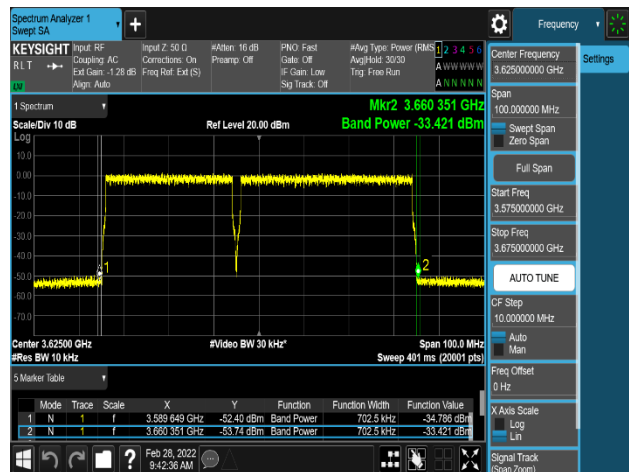 Spectrum Analyzer 1
Swept SA
Frequency
KEYSIGHT
Input: RF
Input Z: 50 Ω
#Atten: 16 dB
PNO: Fast
#Avg Type: Power (RMS
1 2 3 4 5 6
RLT
Coupling: AC
Corrections: On
Preamp: Off
Gate: Off
Avg|Hold: 30/30
A W W W W W
Ext Gain: -1.28 dB
Freq Ref: Ext (S)
IF Gain: Low
Trig: Free Run
Align: Auto
Sig Track: Off
A N N N N N
Center Frequency
3.625000000 GHz
Settings
Span
100.000000 MHz
Swept Span
Zero Span
Full Span
Start Freq
3.575000000 GHz
Stop Freq
3.675000000 GHz
AUTO TUNE
CF Step
10.000000 MHz
Auto
Man
Freq Offset
0 Hz
X Axis Scale
Log
Lin
Signal Track
(Span Zoom)
1 Spectrum
Mkr2 3.660 351 GHz
Scale/Div 10 dB
Ref Level 20.00 dBm
Band Power -33.421 dBm
Log
10.0
0.00
-10.0
-20.0
-30.0
-40.0
-50.0
-60.0
-70.0
1
2
Center 3.62500 GHz
#Video BW 30 kHz*
Span 100.0 MHz
#Res BW 10 kHz
Sweep 401 ms (20001 pts)
5 Marker Table
Mode Trace Scale X Y Function Function Width Function Value
1 N 1 f 3.589 649 GHz -52.40 dBm Band Power 702.5 kHz -34.786 dBm
2 N 1 f 3.660 351 GHz -53.74 dBm Band Power 702.5 kHz -33.421 dBm
?
Feb 28, 2022
9:42:36 AM